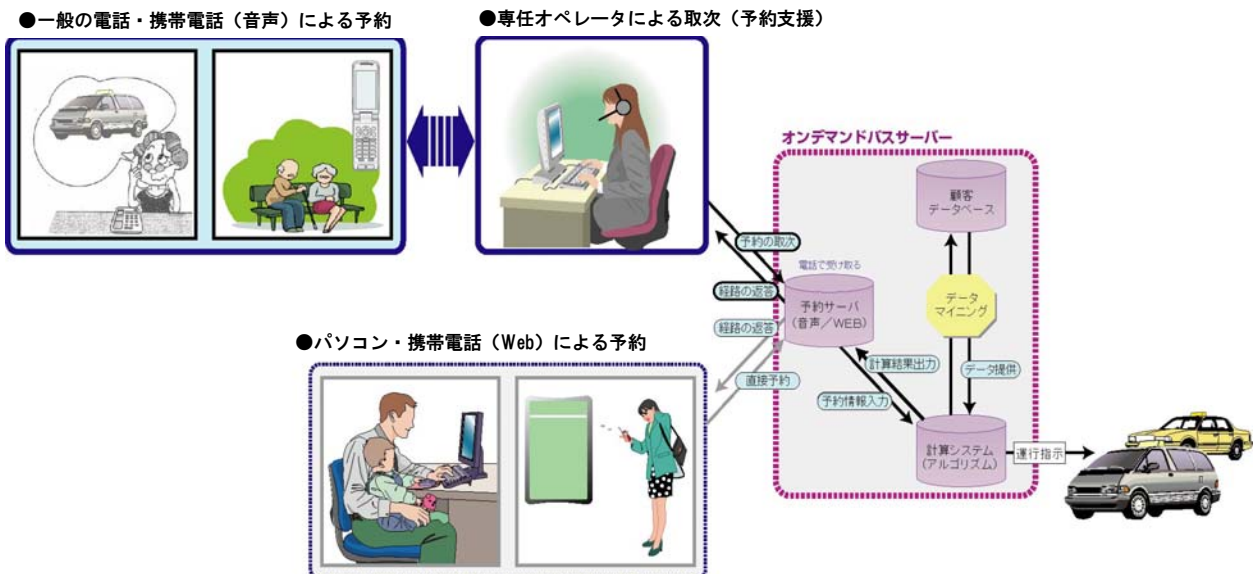 ●一般の電話・携帯電話（音声）による予約
●専任オペレータによる取次（予約支援）
オンデマンドバスサーバー
顧客
データベース
予約の取次
電話で受け取る
経路の返答
予約サーバ
（音声／WEB）
データ
マイニング
経路の返答
●パソコン・携帯電話（Web）による予約
計算結果出力
データ提供
直接予約
予約情報入力
計算システム
（アルゴリズム）
運行指示